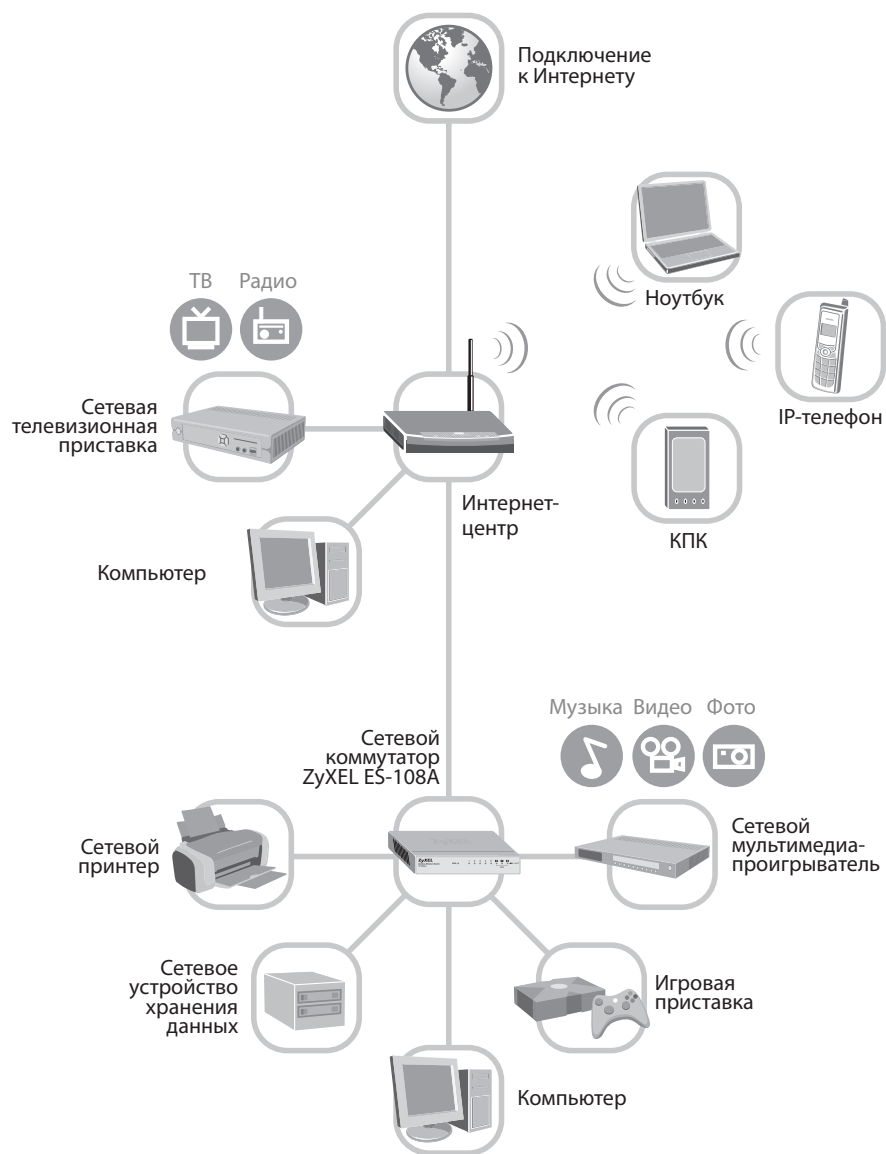 Подключение
к Интернету
Ноутбук
ТВ Радио
IP-телефон
Сетевая
телевизионная
приставка
Интернет-
центр
КПК
Компьютер
Музыка Видео Фото
Сетевой
коммутатор
ZyXEL ES-108A
Сетевой
принтер
ZyXEL
Сетевой
мультимедиа-
проигрыватель
Сетевое
устройство
хранения
данных
Игровая
приставка
Компьютер